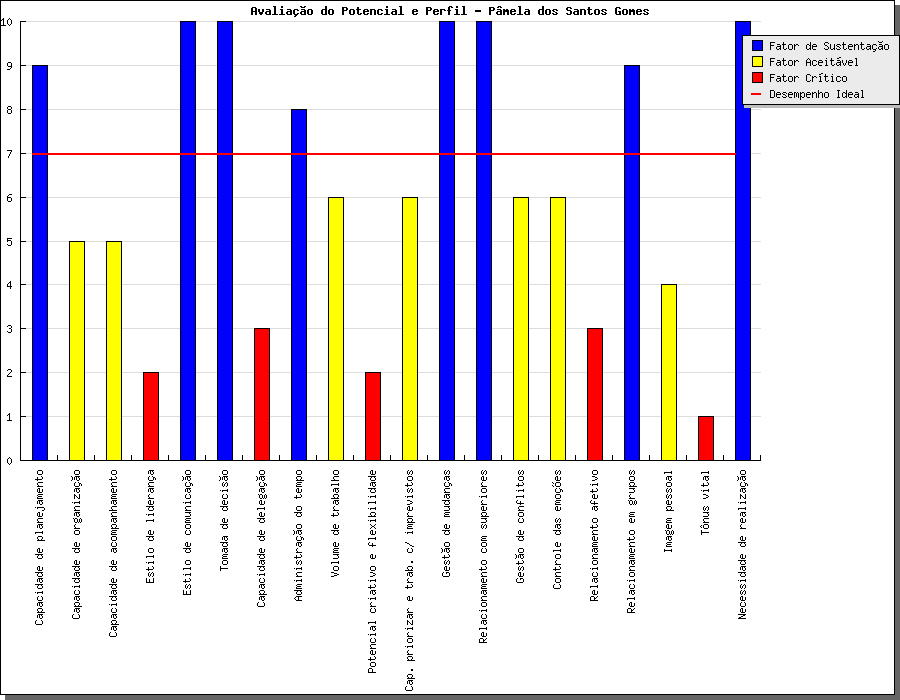 Avaliação do Potencial e Perfil - Pâmela dos Santos Gomes
10
9
8
7
6
5
4
3
2
1
0
Fator de Sustentação
Fator Aceitável
Fator Crítico
Desempenho Ideal
Capacidade de planejamento
Capacidade de organização
Capacidade de acompanhamento
Estilo de liderança
Estilo de comunicação
Tomada de decisão
Capacidade de delegação
Administração do tempo
Volume de trabalho
Potencial criativo e flexibilidade
Cap. priorizar e trab. c/ imprevistos
Gestão de mudanças
Relacionamento com superiores
Gestão de conflitos
Controle das emoções
Relacionamento afetivo
Relacionamento em grupos
Imagem pessoal
Tônus vital
Necessidade de realização